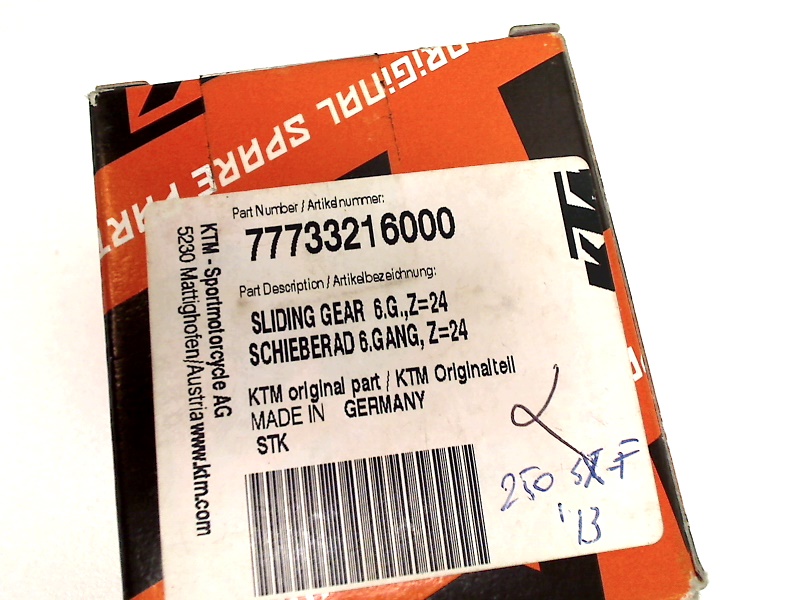 ORIGINAL SPARE PART
KTM
Part Number / Artikelnummer:
77733216000
Part Description / Artikelbezeichnung:
SLIDING GEAR 6.G.,Z=24
SCHIEBERAD 6.GANG, Z=24
KTM original part / KTM Originalteil
MADE IN GERMANY
STK
KTM - Sportmotorcycle AG
5230 Mattighofen/Austria www.ktm.com
250 SX-F
'13